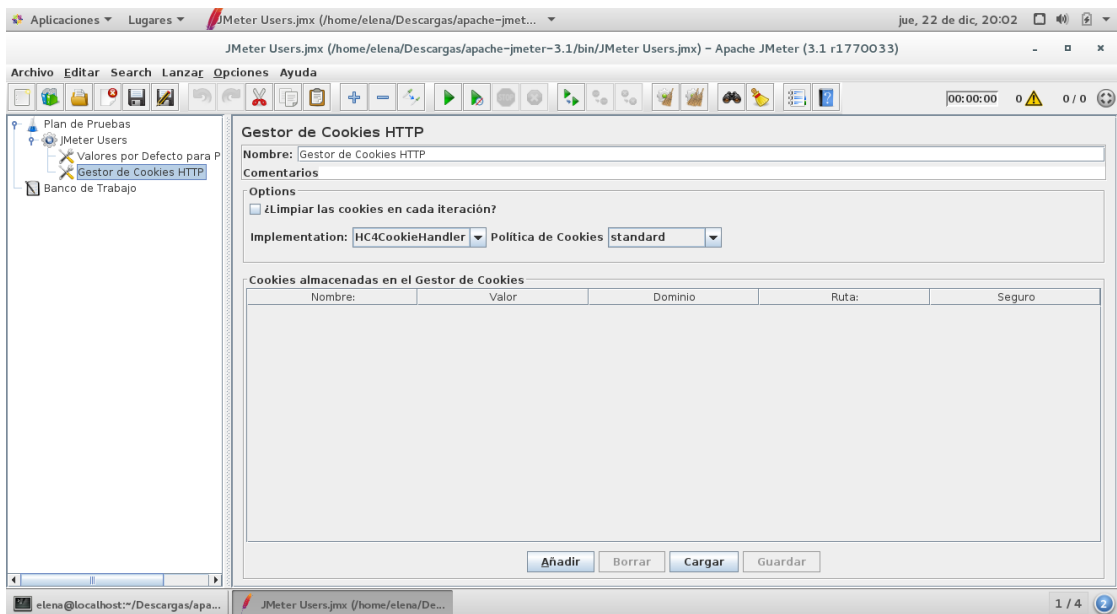 Aplicaciones Lugares JMeter Users.jmx (/home/elena/Descargas/apache-jmet... jue, 22 de dic, 20:02
JMeter Users.jmx (/home/elena/Descargas/apache-jmeter-3.1/bin/JMeter Users.jmx) - Apache JMeter (3.1 r1770033)
Archivo Editar Search Lanzar Opciones Ayuda
00:00:00 0 0 / 0
Plan de Pruebas
JMeter Users
Valores por Defecto para P
Gestor de Cookies HTTP
Banco de Trabajo
Gestor de Cookies HTTP
Nombre: Gestor de Cookies HTTP
Comentarios
Options
¿Limpiar las cookies en cada iteración?
Implementation: HC4CookieHandler Política de Cookies standard
Cookies almacenadas en el Gestor de Cookies
Nombre: Valor Dominio Ruta: Seguro
Añadir Borrar Cargar Guardar
elena@localhost:~/Descargas/apa... JMeter Users.jmx (/home/elena/De... 1 / 4 2